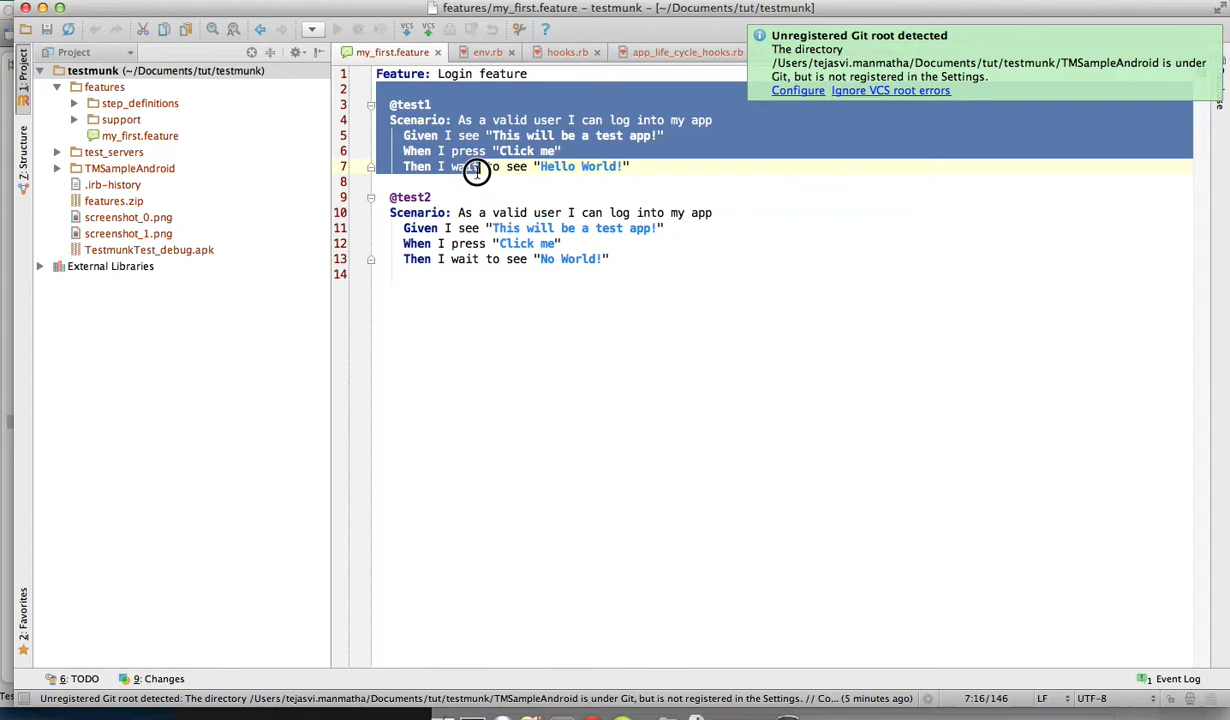 features/my_first.feature - testmunk - [~/Documents/tut/testmunk]
Project
my_first.feature
env.rb
hooks.rb
app_life_cycle_hooks.rb
Unregistered Git root detected
The directory
/Users/tejasvi.manmatha/Documents/tut/testmunk/TMSampleAndroid is under
Git, but is not registered in the Settings.
Configure Ignore VCS root errors
1: Project
Z: Structure
2: Favorites
testmunk (~/Documents/tut/testmunk)
features
step_definitions
support
my_first.feature
test_servers
TMSampleAndroid
.irb-history
features.zip
screenshot_0.png
screenshot_1.png
TestmunkTest_debug.apk
External Libraries
1 Feature: Login feature
2
3 @test1
4 Scenario: As a valid user I can log into my app
5 Given I see "This will be a test app!"
6 When I press "Click me"
7 Then I wait to see "Hello World!"
8
9 @test2
10 Scenario: As a valid user I can log into my app
11 Given I see "This will be a test app!"
12 When I press "Click me"
13 Then I wait to see "No World!"
14
6: TODO
9: Changes
1 Event Log
Unregistered Git root detected: The directory /Users/tejasvi.manmatha/Documents/tut/testmunk/TMSampleAndroid is under Git, but is not registered in the Settings. // Co... (5 minutes ago)
7:16/146
LF
UTF-8